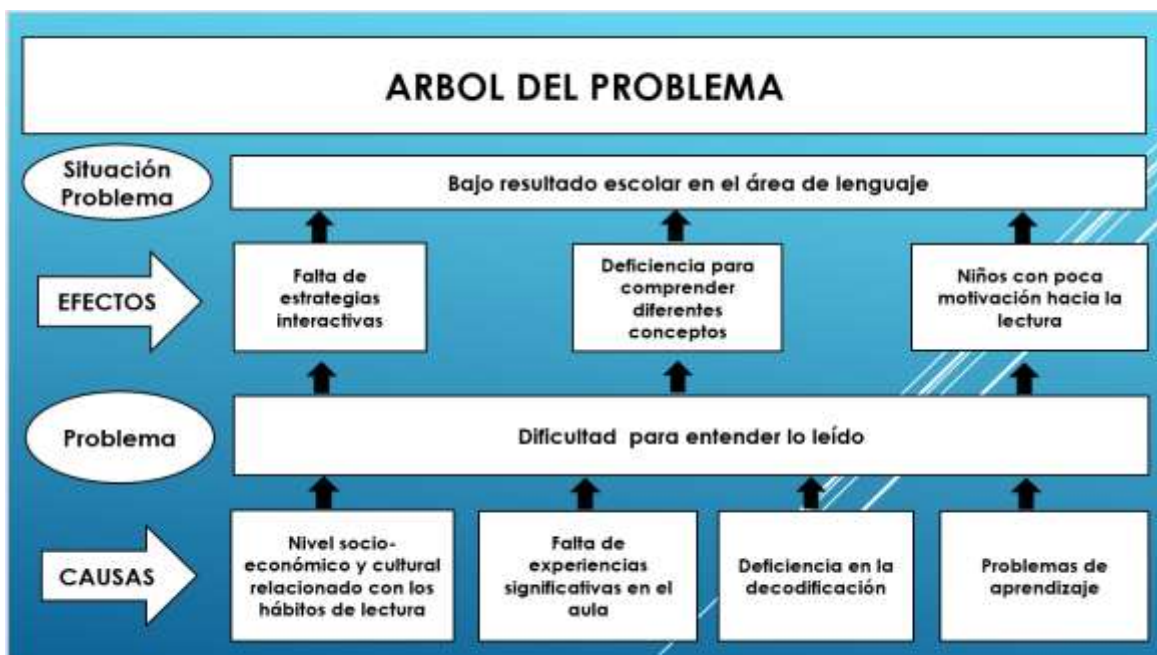 ARBOL DEL PROBLEMA
Situación
Problema
Bajo resultado escolar en el área de lenguaje
EFECTOS
Falta de
estrategias
interactivas
Deficiencia para
comprender
diferentes
conceptos
Niños con poca
motivación hacia la
lectura
Problema
Dificultad para entender lo leído
CAUSAS
Nivel socio-
económico y cultural
relacionado con los
hábitos de lectura
Falta de
experiencias
significativas en el
aula
Deficiencia en la
decodificación
Problemas de
aprendizaje